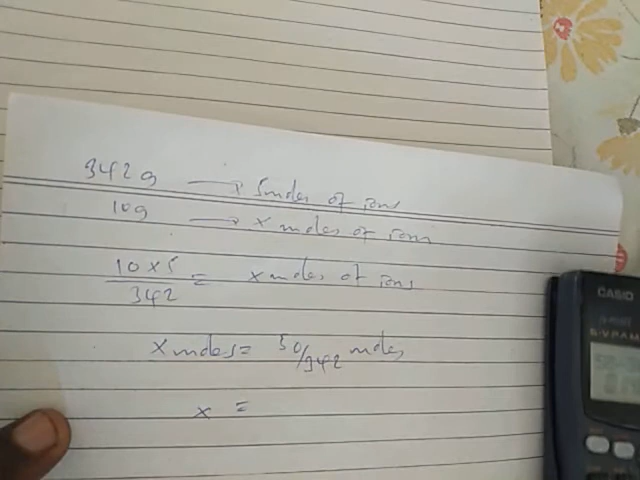 342g → 5moles of ions
10g → x moles of ions
10 x 5 / 342 = x moles of ions
x moles = 50/342 moles
x =
CASIO
S-V.P.A.M.